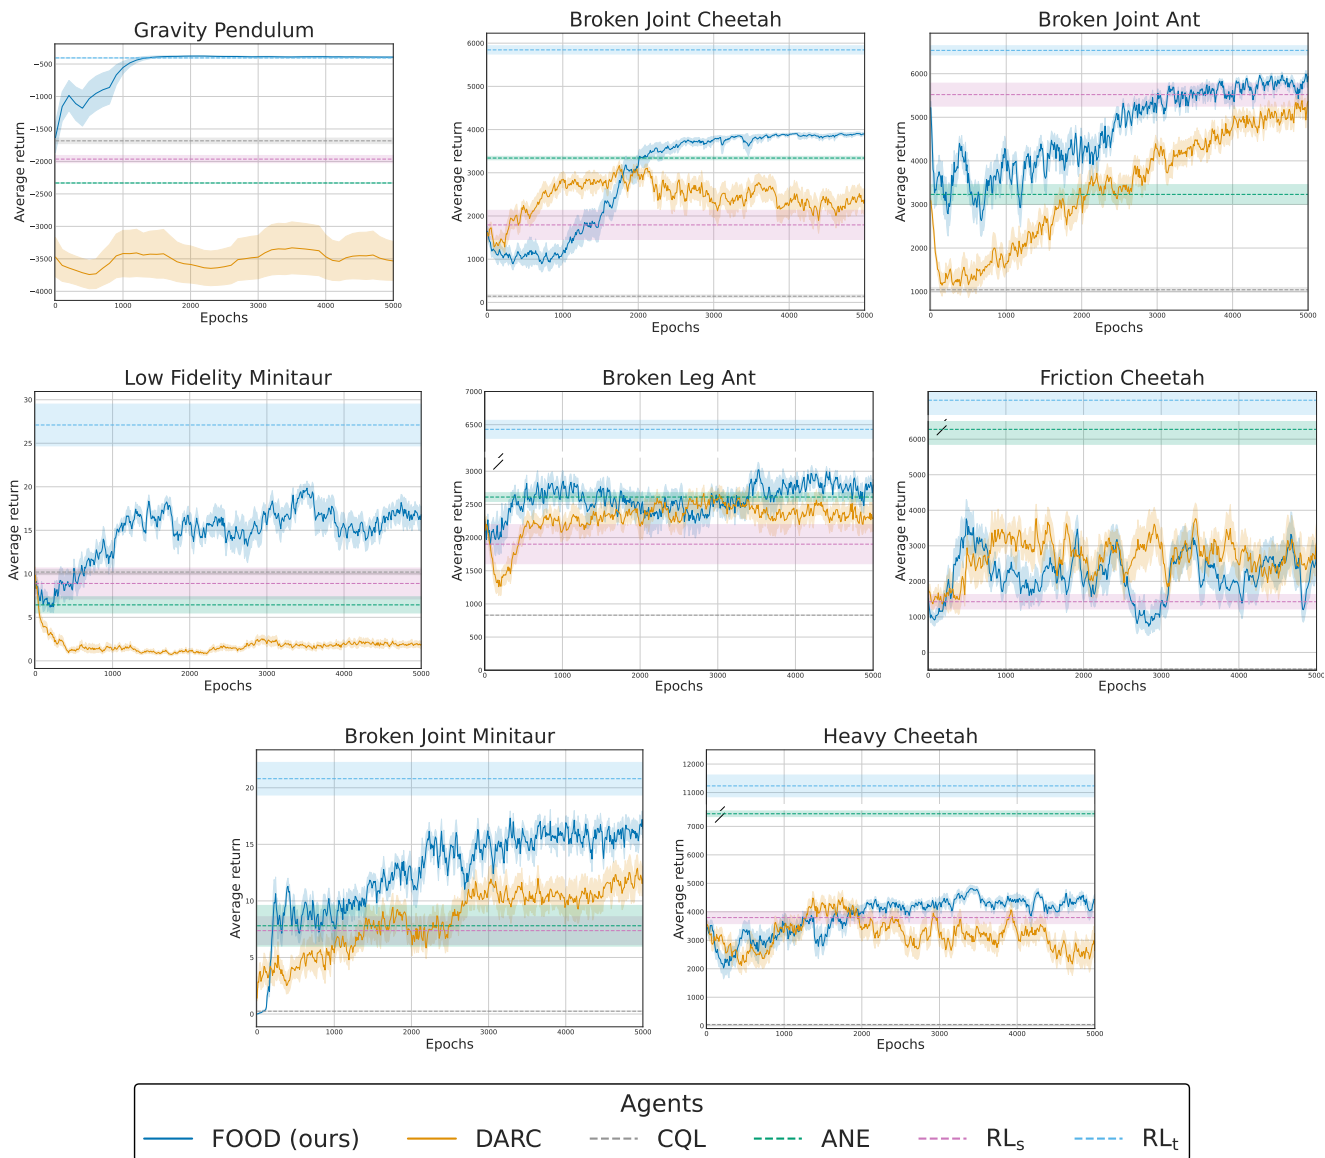 Gravity Pendulum
Average return
−500
−1000
−1500
−2000
−2500
−3000
−3500
−4000
0 1000 2000 3000 4000 5000
Epochs
Broken Joint Cheetah
Average return
6000
5000
4000
3000
2000
1000
0
0 1000 2000 3000 4000 5000
Epochs
Broken Joint Ant
Average return
6000
5000
4000
3000
2000
1000
0 1000 2000 3000 4000 5000
Epochs
Low Fidelity Minitaur
Average return
30
25
20
15
10
5
0
0 1000 2000 3000 4000 5000
Epochs
Broken Leg Ant
Average return
7000
6500
3000
2500
2000
1500
1000
500
0
0 1000 2000 3000 4000 5000
Epochs
Friction Cheetah
Average return
6000
5000
4000
3000
2000
1000
0
0 1000 2000 3000 4000 5000
Epochs
Broken Joint Minitaur
Average return
20
15
10
5
0
0 1000 2000 3000 4000 5000
Epochs
Heavy Cheetah
Average return
12000
11000
7000
6000
5000
4000
3000
2000
1000
0
0 1000 2000 3000 4000 5000
Epochs
Agents
FOOD (ours) DARC CQL ANE RLs RLt